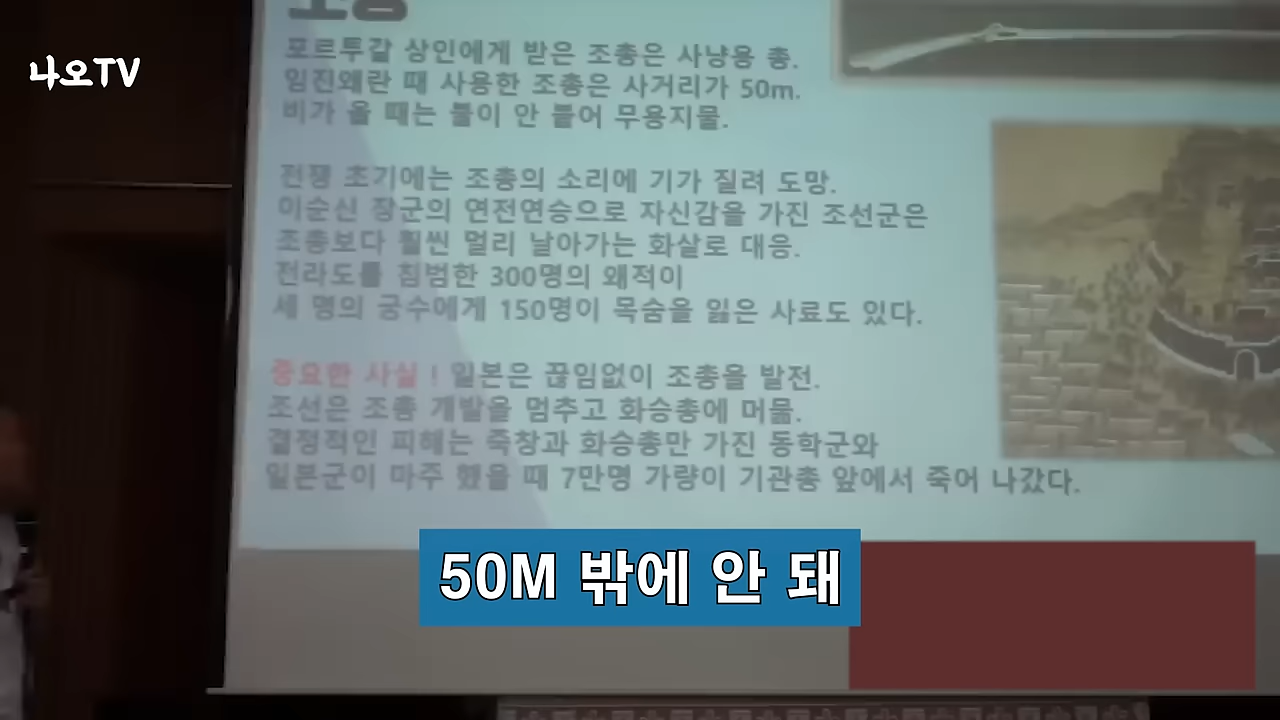 나오TV
조총
포르투갈 상인에게 받은 조총은 사냥용 총.
임진왜란 때 사용한 조총은 사거리가 50m.
비가 올 때는 불이 안 붙어 무용지물.
전쟁 초기에는 조총의 소리에 기가 질려 도망.
이순신 장군의 연전연승으로 자신감을 가진 조선군은
조총보다 훨씬 멀리 날아가는 화살로 대응.
전라도를 침범한 300명의 왜적이
세 명의 궁수에게 150명이 목숨을 잃은 사료도 있다.
중요한 사실 ! 일본은 끊임없이 조총을 발전.
조선은 조총 개발을 멈추고 화승총에 머묾.
결정적인 피해는 죽창과 화승총만 가진 동학군와
일본군이 마주 했을 때 7만명 가량이 기관총 앞에서 죽어 나갔다.
50M 밖에 안 돼